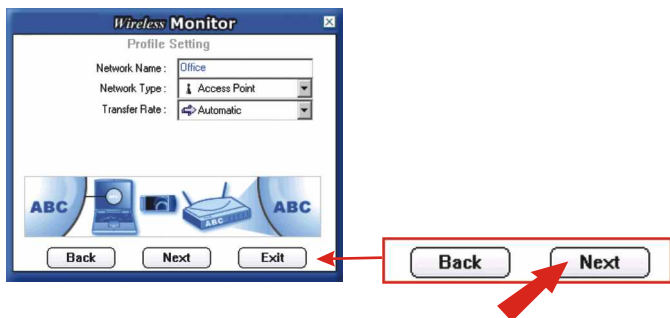 Wireless Monitor
Profile Setting
Network Name : Office
Network Type : Access Point
Transfer Rate : Automatic
ABC ABC ABC
Back Next Exit
Back Next